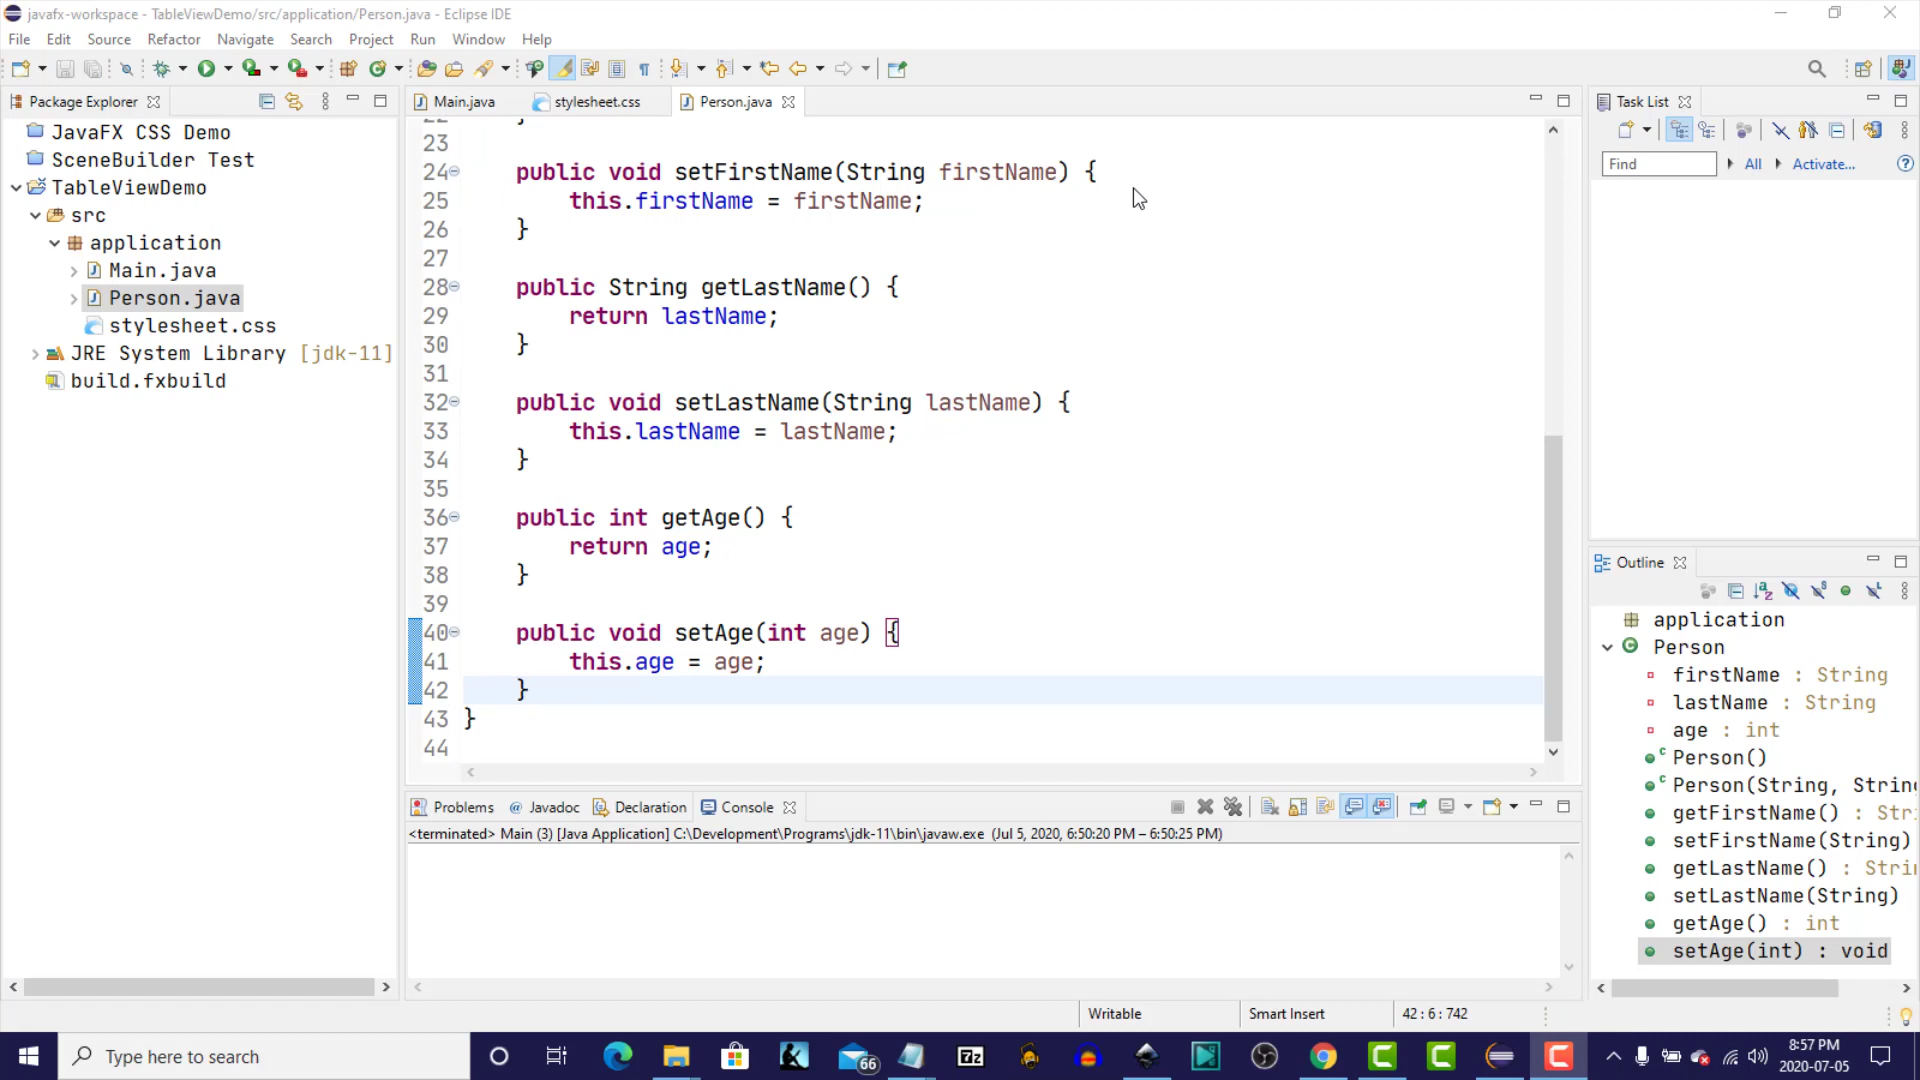 javafx-workspace - TableViewDemo/src/application/Person.java - Eclipse IDE
File Edit Source Refactor Navigate Search Project Run Window Help
Package Explorer
JavaFX CSS Demo
SceneBuilder Test
TableViewDemo
src
application
Main.java
Person.java
stylesheet.css
JRE System Library [jdk-11]
build.fxbuild
Main.java stylesheet.css Person.java
23
24 public void setFirstName(String firstName) {
25 this.firstName = firstName;
26 }
27
28 public String getLastName() {
29 return lastName;
30 }
31
32 public void setLastName(String lastName) {
33 this.lastName = lastName;
34 }
35
36 public int getAge() {
37 return age;
38 }
39
40 public void setAge(int age) {
41 this.age = age;
42 }
43 }
44
Problems @ Javadoc Declaration Console
<terminated> Main (3) [Java Application] C:\Development\Programs\jdk-11\bin\javaw.exe (Jul 5, 2020, 6:50:20 PM – 6:50:25 PM)
Task List
Find All Activate...
Outline
application
Person
firstName : String
lastName : String
age : int
Person()
Person(String, String
getFirstName() : Stri
setFirstName(String)
getLastName() : Strin
setLastName(String)
getAge() : int
setAge(int) : void
Writable Smart Insert 42 : 6 : 742
Type here to search
66
7z
8:57 PM
2020-07-05